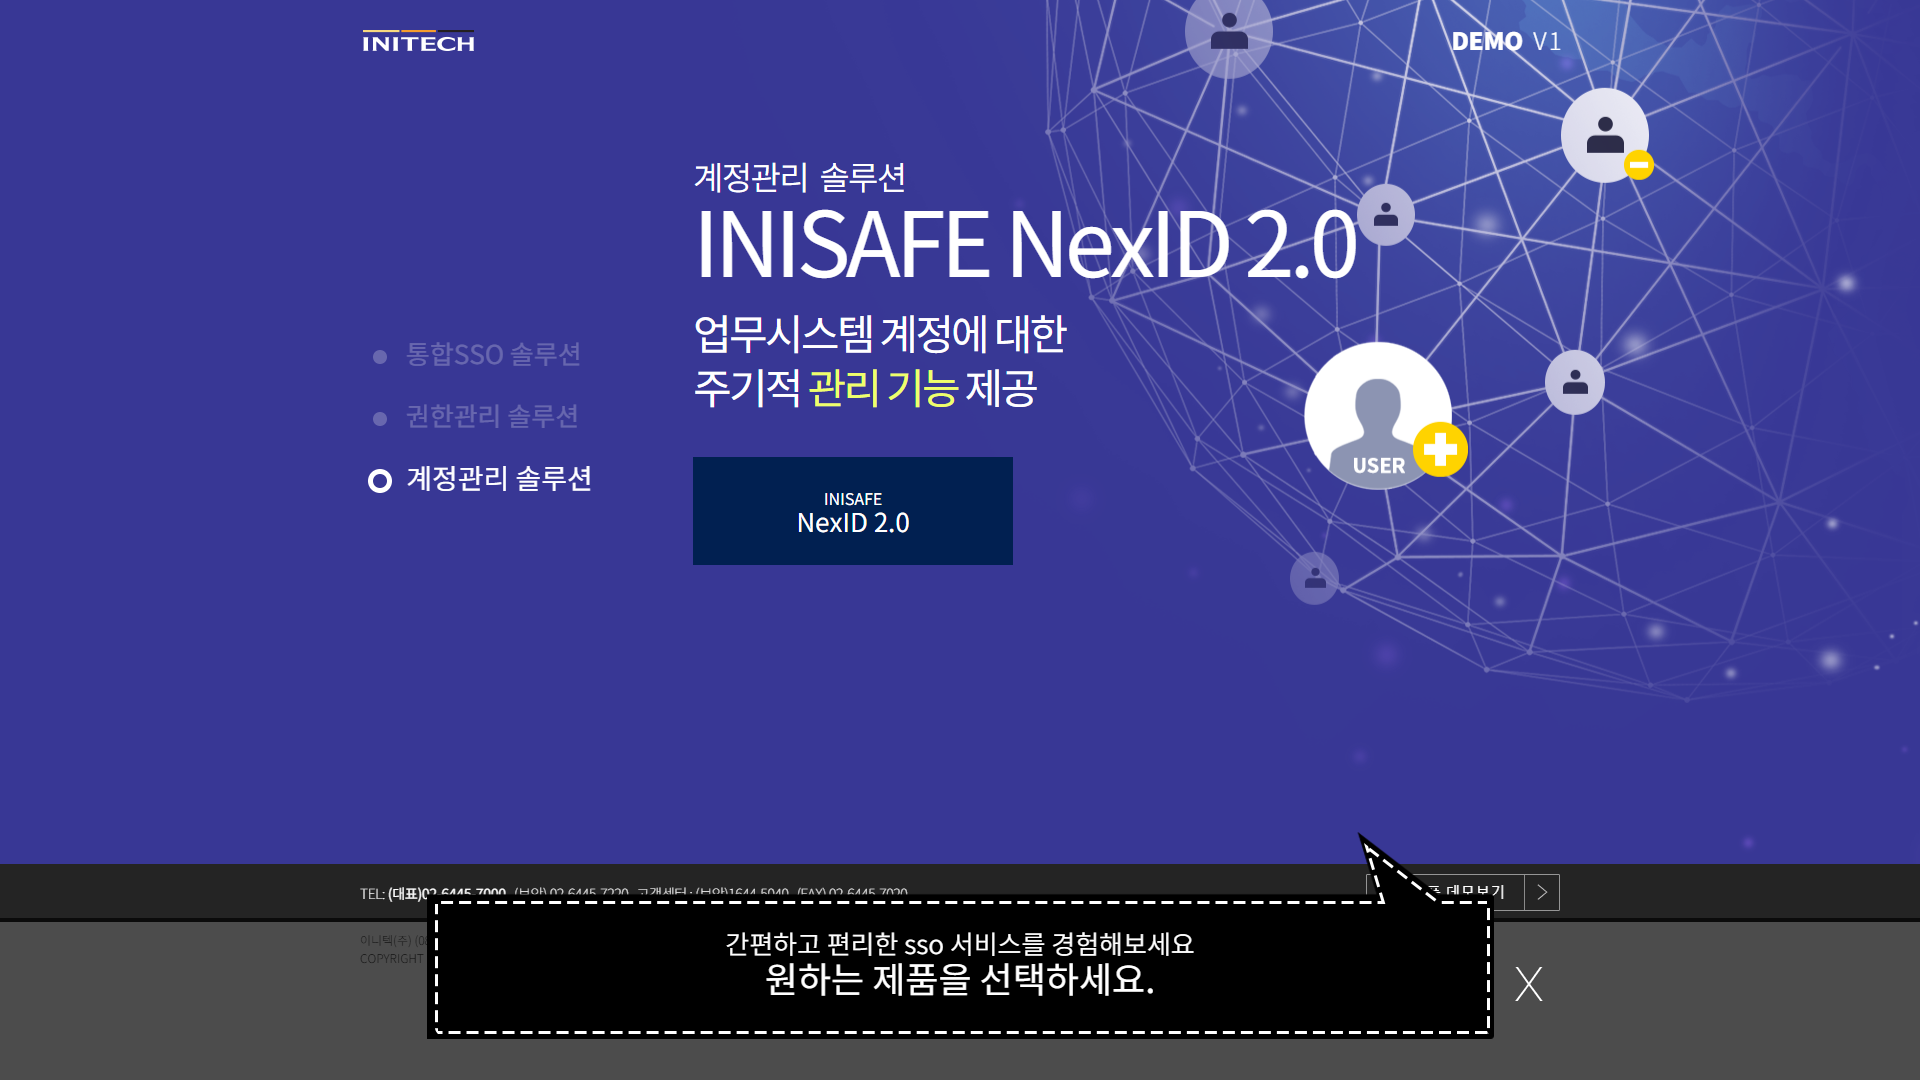 INITECH
DEMO V1
계정관리 솔루션
INISAFE NexID 2.0
업무시스템 계정에 대한
주기적 관리 기능 제공
통합SSO 솔루션
권한관리 솔루션
계정관리 솔루션
INISAFE
NexID 2.0
USER
TEL: (대표)02-6445-7000 (보안) 02-6445-7220 고객센터 : (보안)1644-5040 (FAX) 02-6445-7020
데모보기
이니텍(주)
COPYRIGHT
간편하고 편리한 sso 서비스를 경험해보세요
원하는 제품을 선택하세요.